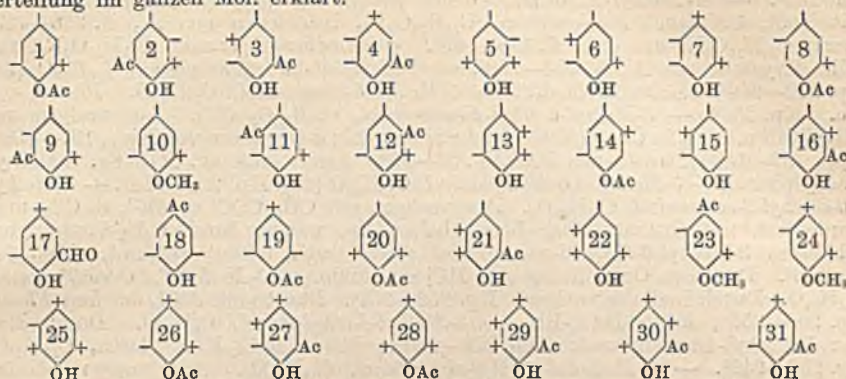 erteilung im ganzen Mol. erklärt.
+ +
1 2 3 4 5 6 7 8
+ Ac + Ac Ac + + + +
OAc OH OH OH OH OH OH OAc
Ac Ac + + +
9 10 11 12 13 14 15 16
Ac + + + + Ac
OH OCH₃ OH OH OH OAc OH OH
+ Ac + Ac +
17 18 19 20 21 22 23 24
CHO + + Ac + + +
OH OH OAc OAc OH OH OCH₃ OCH₃
25 26 27 28 29 30 31
+ + + Ac + Ac + Ac Ac Ac
OH OAc OH OAc OH OH OH